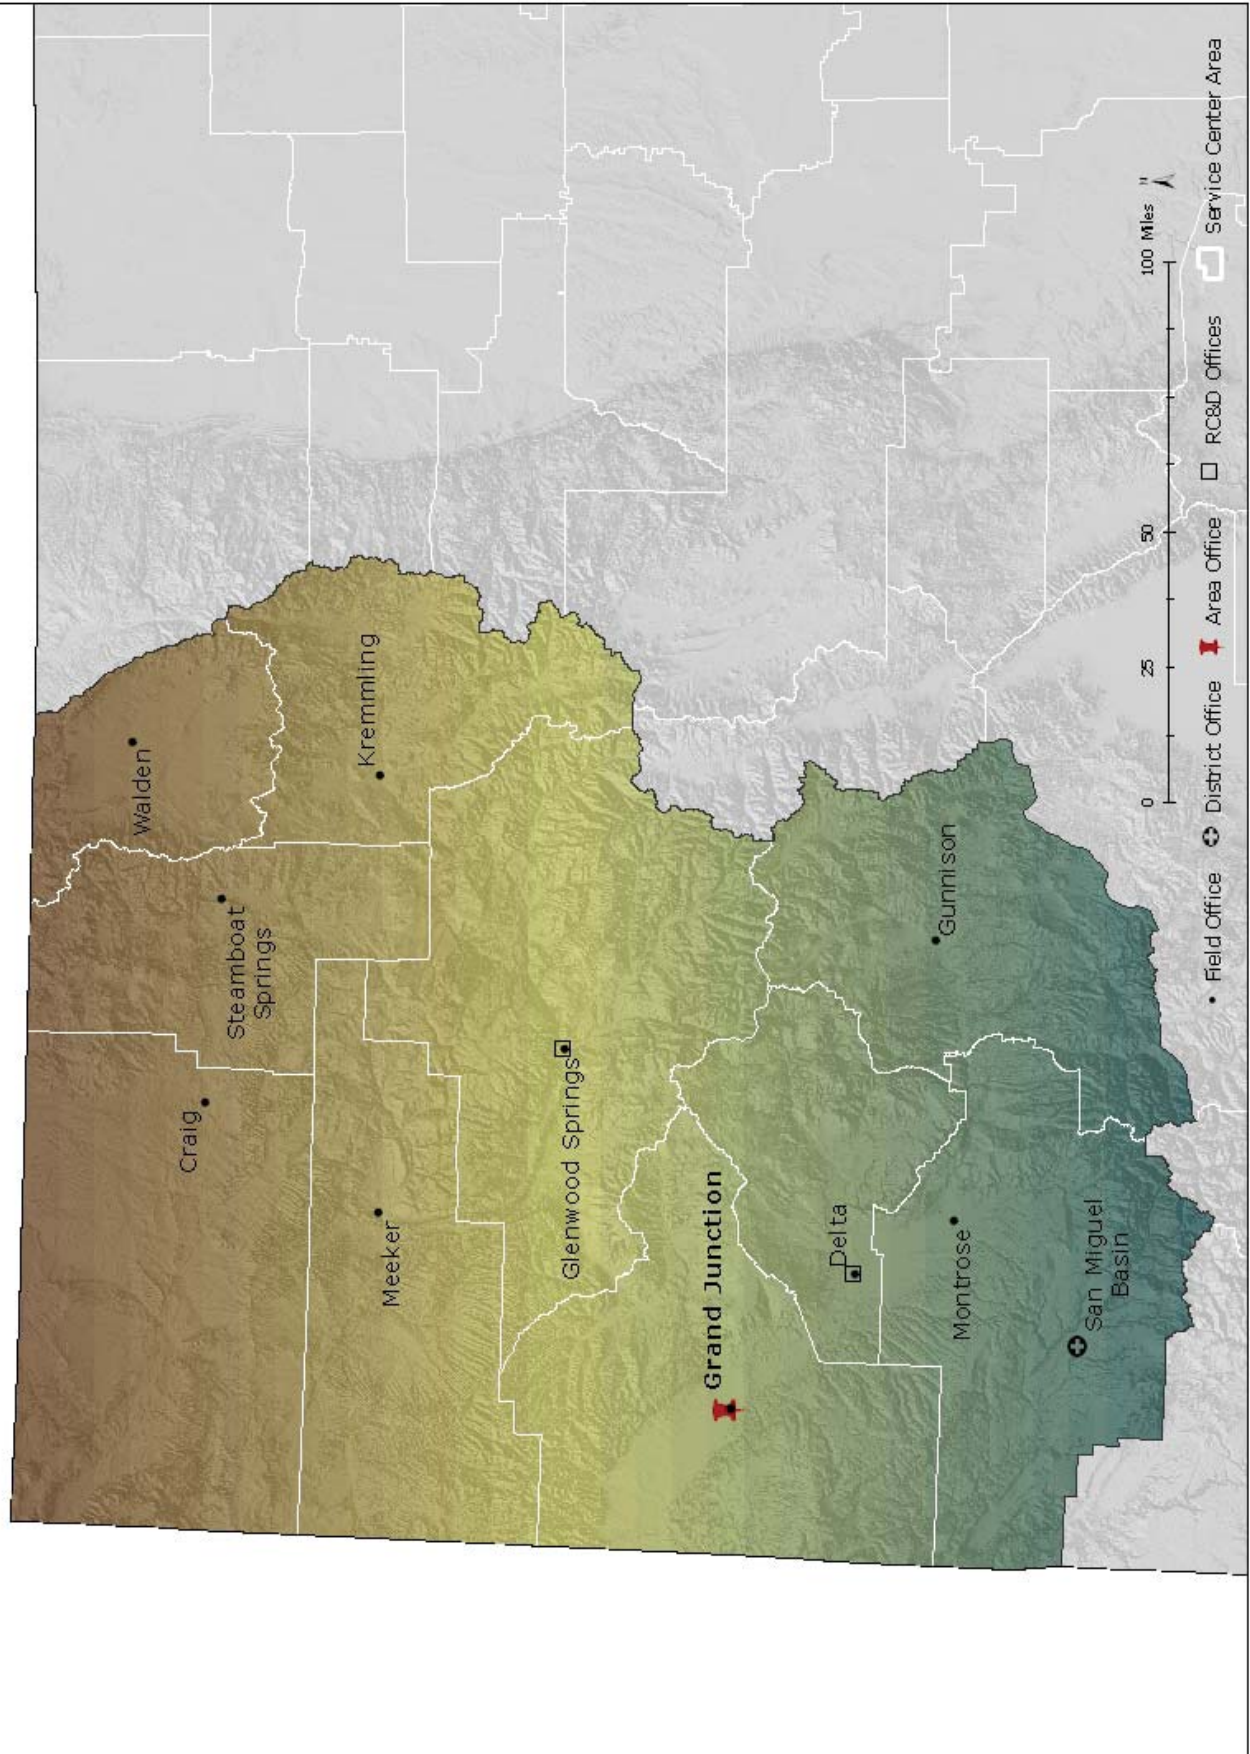 Walden
Steamboat
Springs
Craig
Kremmling
Meeker
Glenwood Springs
Grand Junction
Delta
Gunnison
Montrose
San Miguel
Basin
0 25 50 100 Miles N
Field Office District Office Area Office RC&D Offices Service Center Area